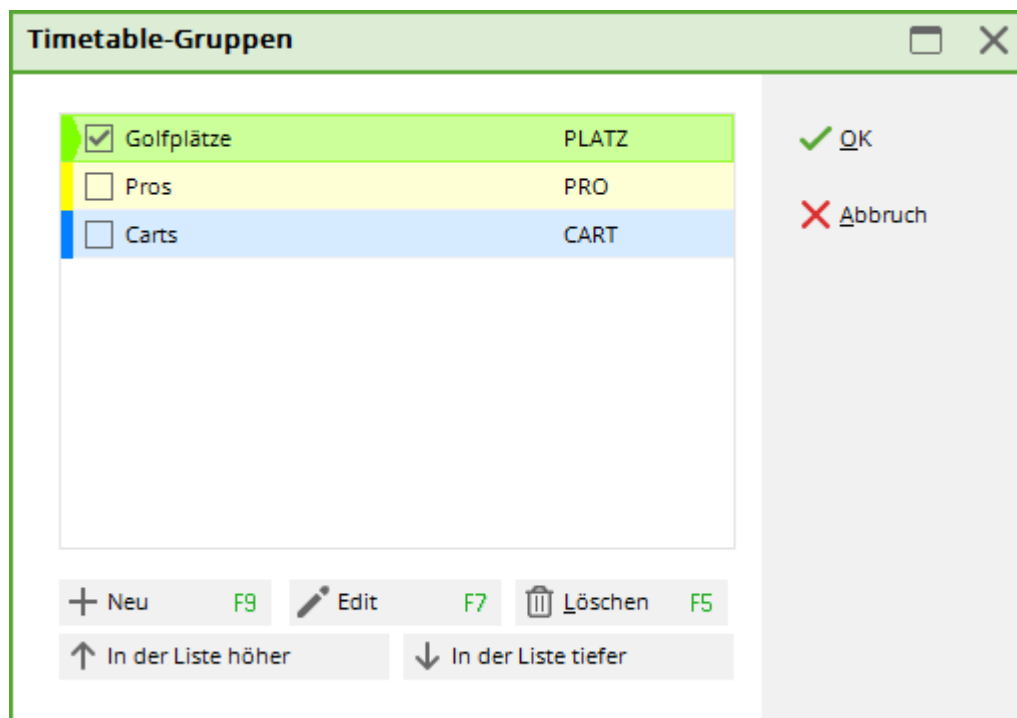 Timetable-Gruppen
Golfplätze PLATZ
Pros PRO
Carts CART
OK
Abbruch
Neu F9 Edit F7 Löschen F5
In der Liste höher In der Liste tiefer